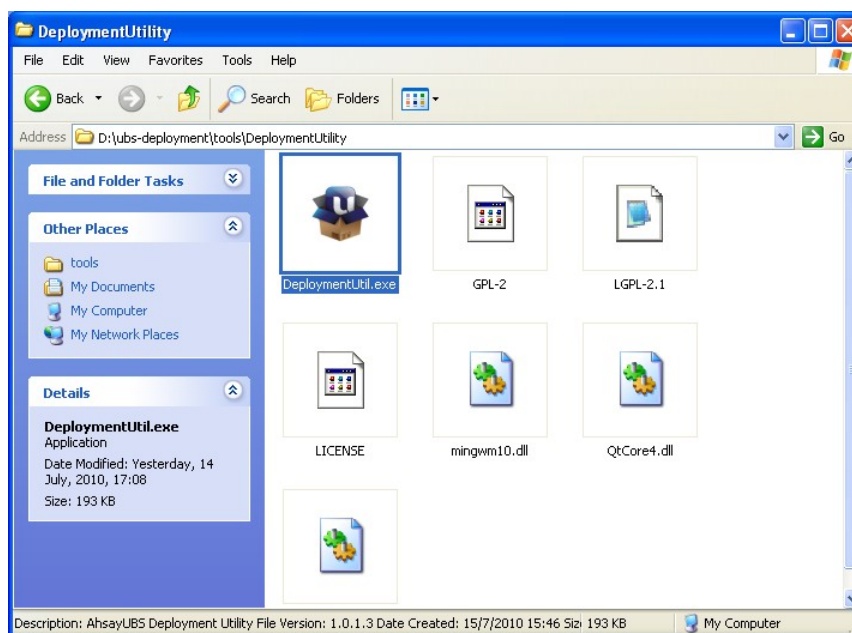 DeploymentUtility
File Edit View Favorites Tools Help
Back Search Folders
Address D:\ubs-deployment\tools\DeploymentUtility Go
File and Folder Tasks
Other Places
tools
My Documents
My Computer
My Network Places
Details
DeploymentUtil.exe
Application
Date Modified: Yesterday, 14
July, 2010, 17:08
Size: 193 KB
u
DeploymentUtil.exe GPL-2 LGPL-2.1
LICENSE mingwm10.dll QtCore4.dll
Description: AhsayUBS Deployment Utility File Version: 1.0.1.3 Date Created: 15/7/2010 15:46 Siz 193 KB My Computer